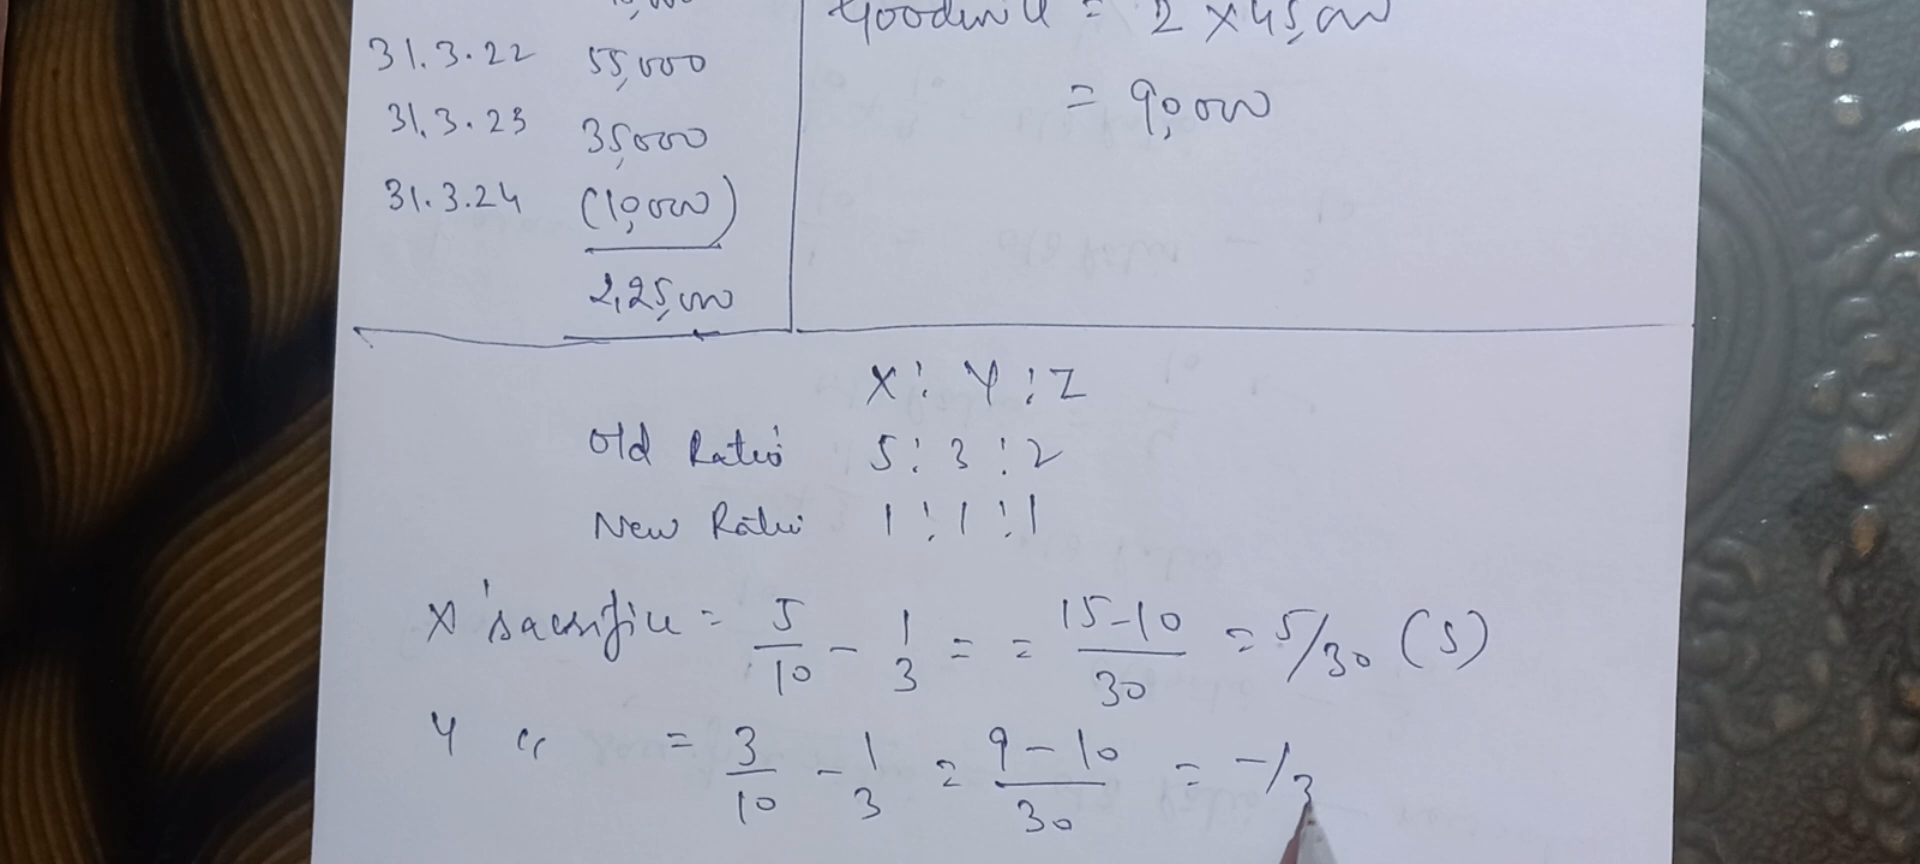 31.3.22 55,000
31.3.23 35,000
31.3.24 (10,000)
2,25,000
Goodwill = 2 x 45,000
= 90,000
X : Y : Z
Old Ratio 5 : 3 : 2
New Ratio 1 : 1 : 1
X's sacrifice = 5/10 - 1/3 = = 15-10/30 = 5/30 (S)
Y " = 3/10 - 1/3 = 9-10/30 = -1/3